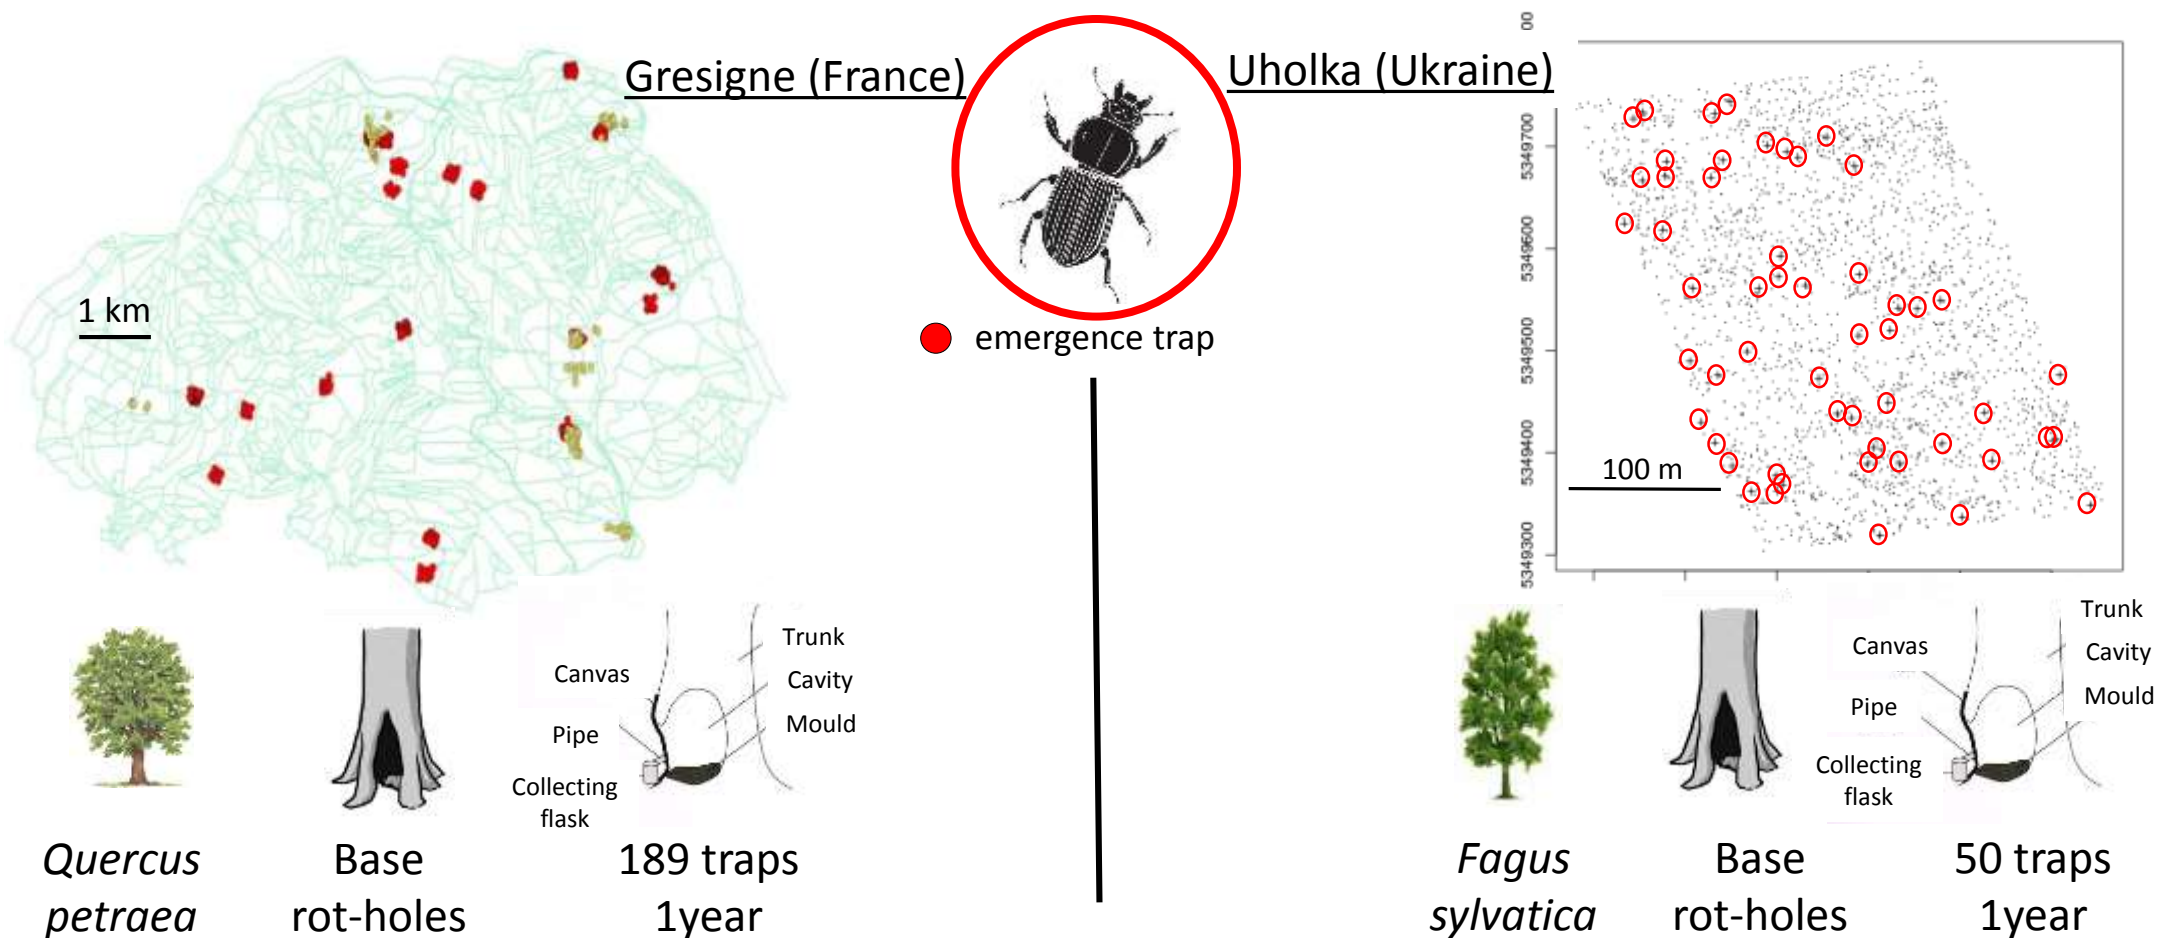 Gresigne (France)
1 km
Uholka (Ukraine)
emergence trap
00
5349700
5349600
5349500
5349400
5349300
100 m
Canvas
Pipe
Collecting
flask
Trunk
Cavity
Mould
Quercus
petraea
Base
rot-holes
189 traps
1year
Canvas
Pipe
Collecting
flask
Trunk
Cavity
Mould
Fagus
sylvatica
Base
rot-holes
50 traps
1year